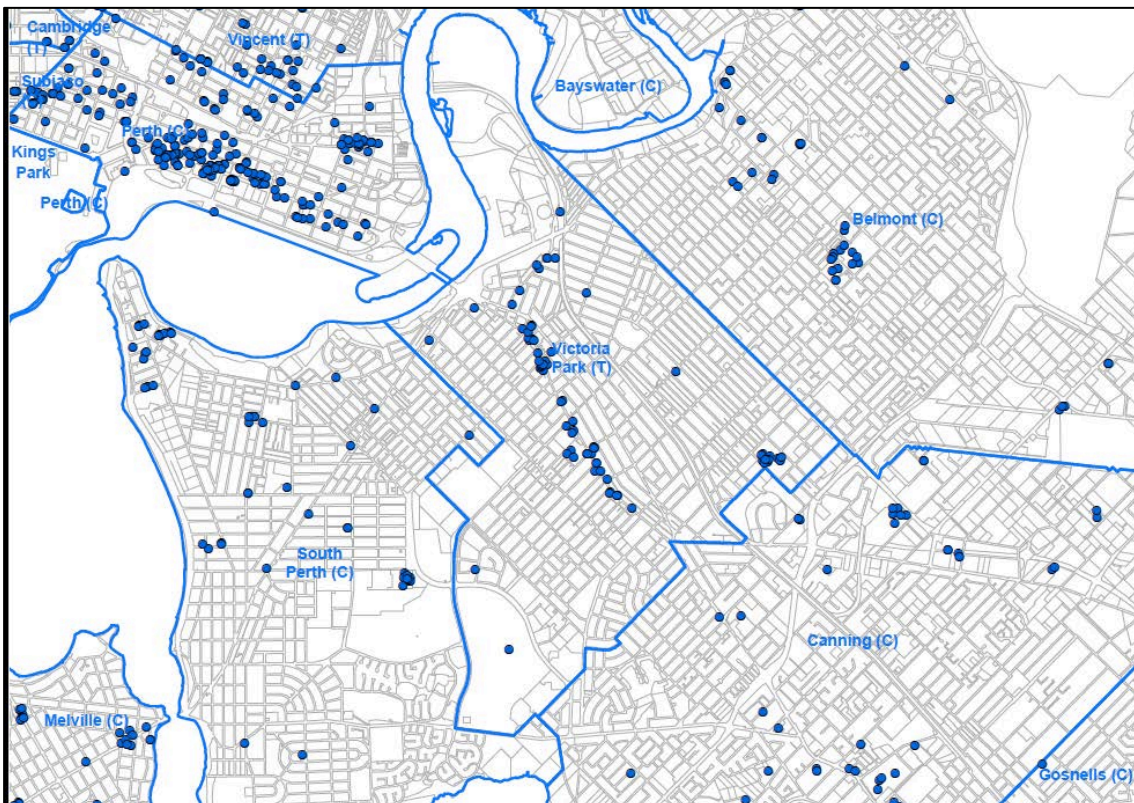 Cambridge
(T)
Vincent (T)
Subiaco
Bayswater (C)
Perth (C)
Kings
Park
Perth (C)
Belmont (C)
Victoria
Park (T)
South
Perth (C)
Canning (C)
Melville (C)
Gosnells (C)